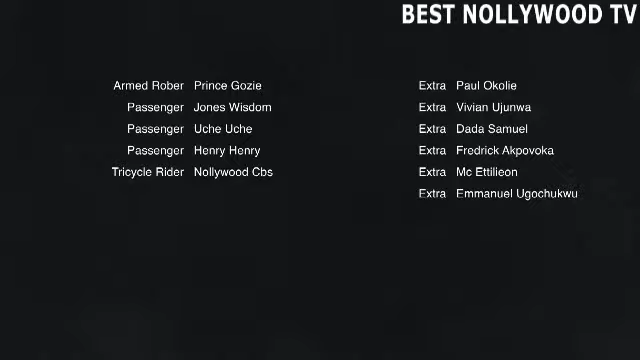 BEST NOLLYWOOD TV
Armed Rober Prince Gozie
Passenger Jones Wisdom
Passenger Uche Uche
Passenger Henry Henry
Tricycle Rider Nollywood Cbs
Extra Paul Okolie
Extra Vivian Ujunwa
Extra Dada Samuel
Extra Fredrick Akpovoka
Extra Mc Ettilieon
Extra Emmanuel Ugochukwu